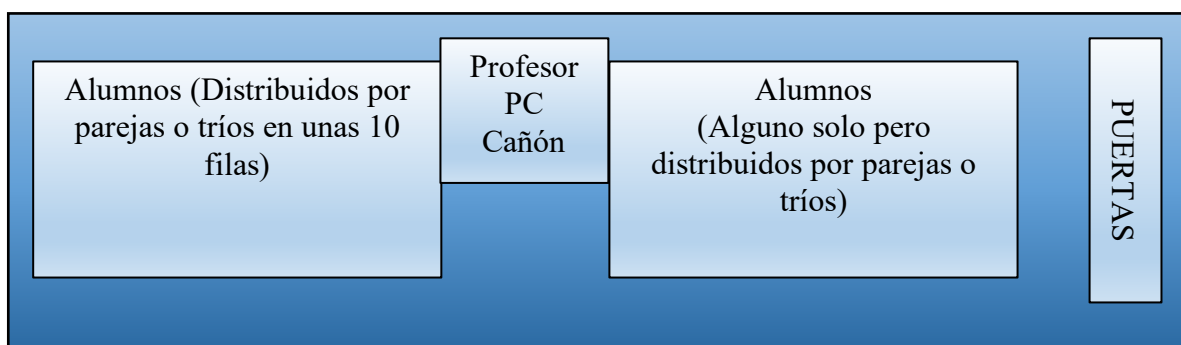 Alumnos (Distribuidos por
parejas o tríos en unas 10
filas)
Profesor
PC
Cañón
Alumnos
(Alguno solo pero
distribuidos por parejas o
tríos)
PUERTAS